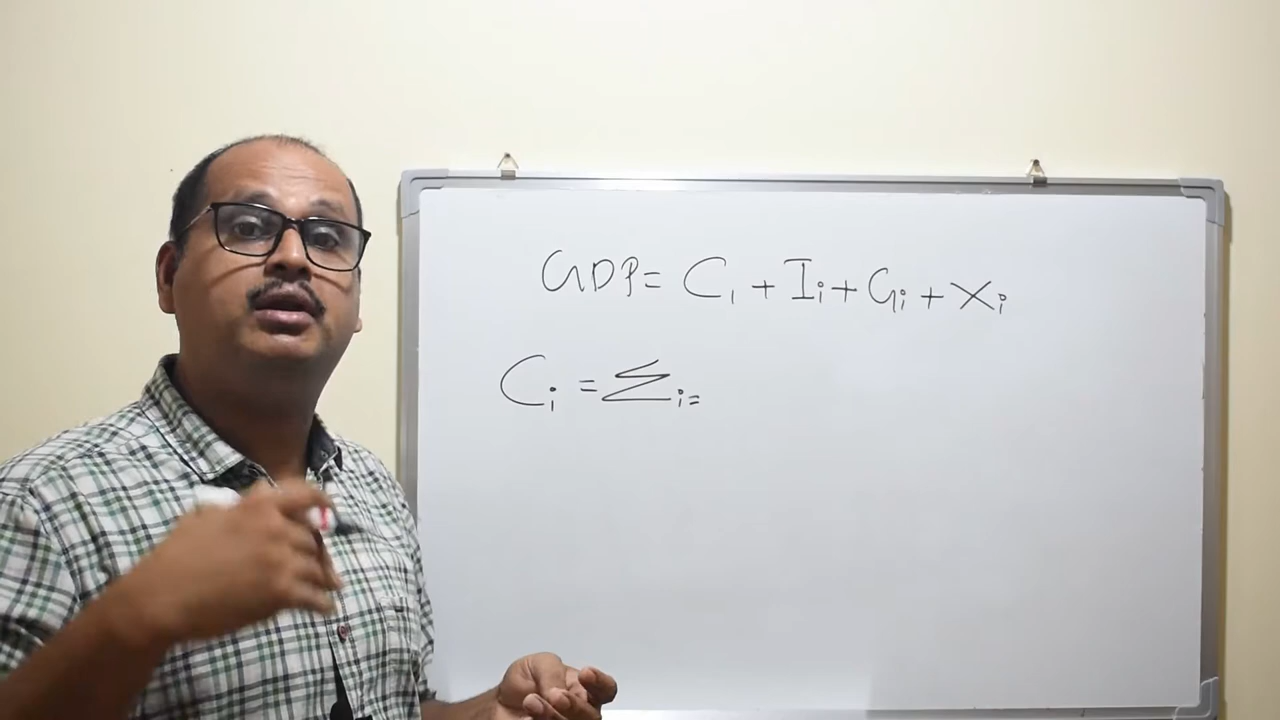 GDP= C₁ + Iᵢ + Gᵢ + Xᵢ
Cᵢ = Σᵢ₌